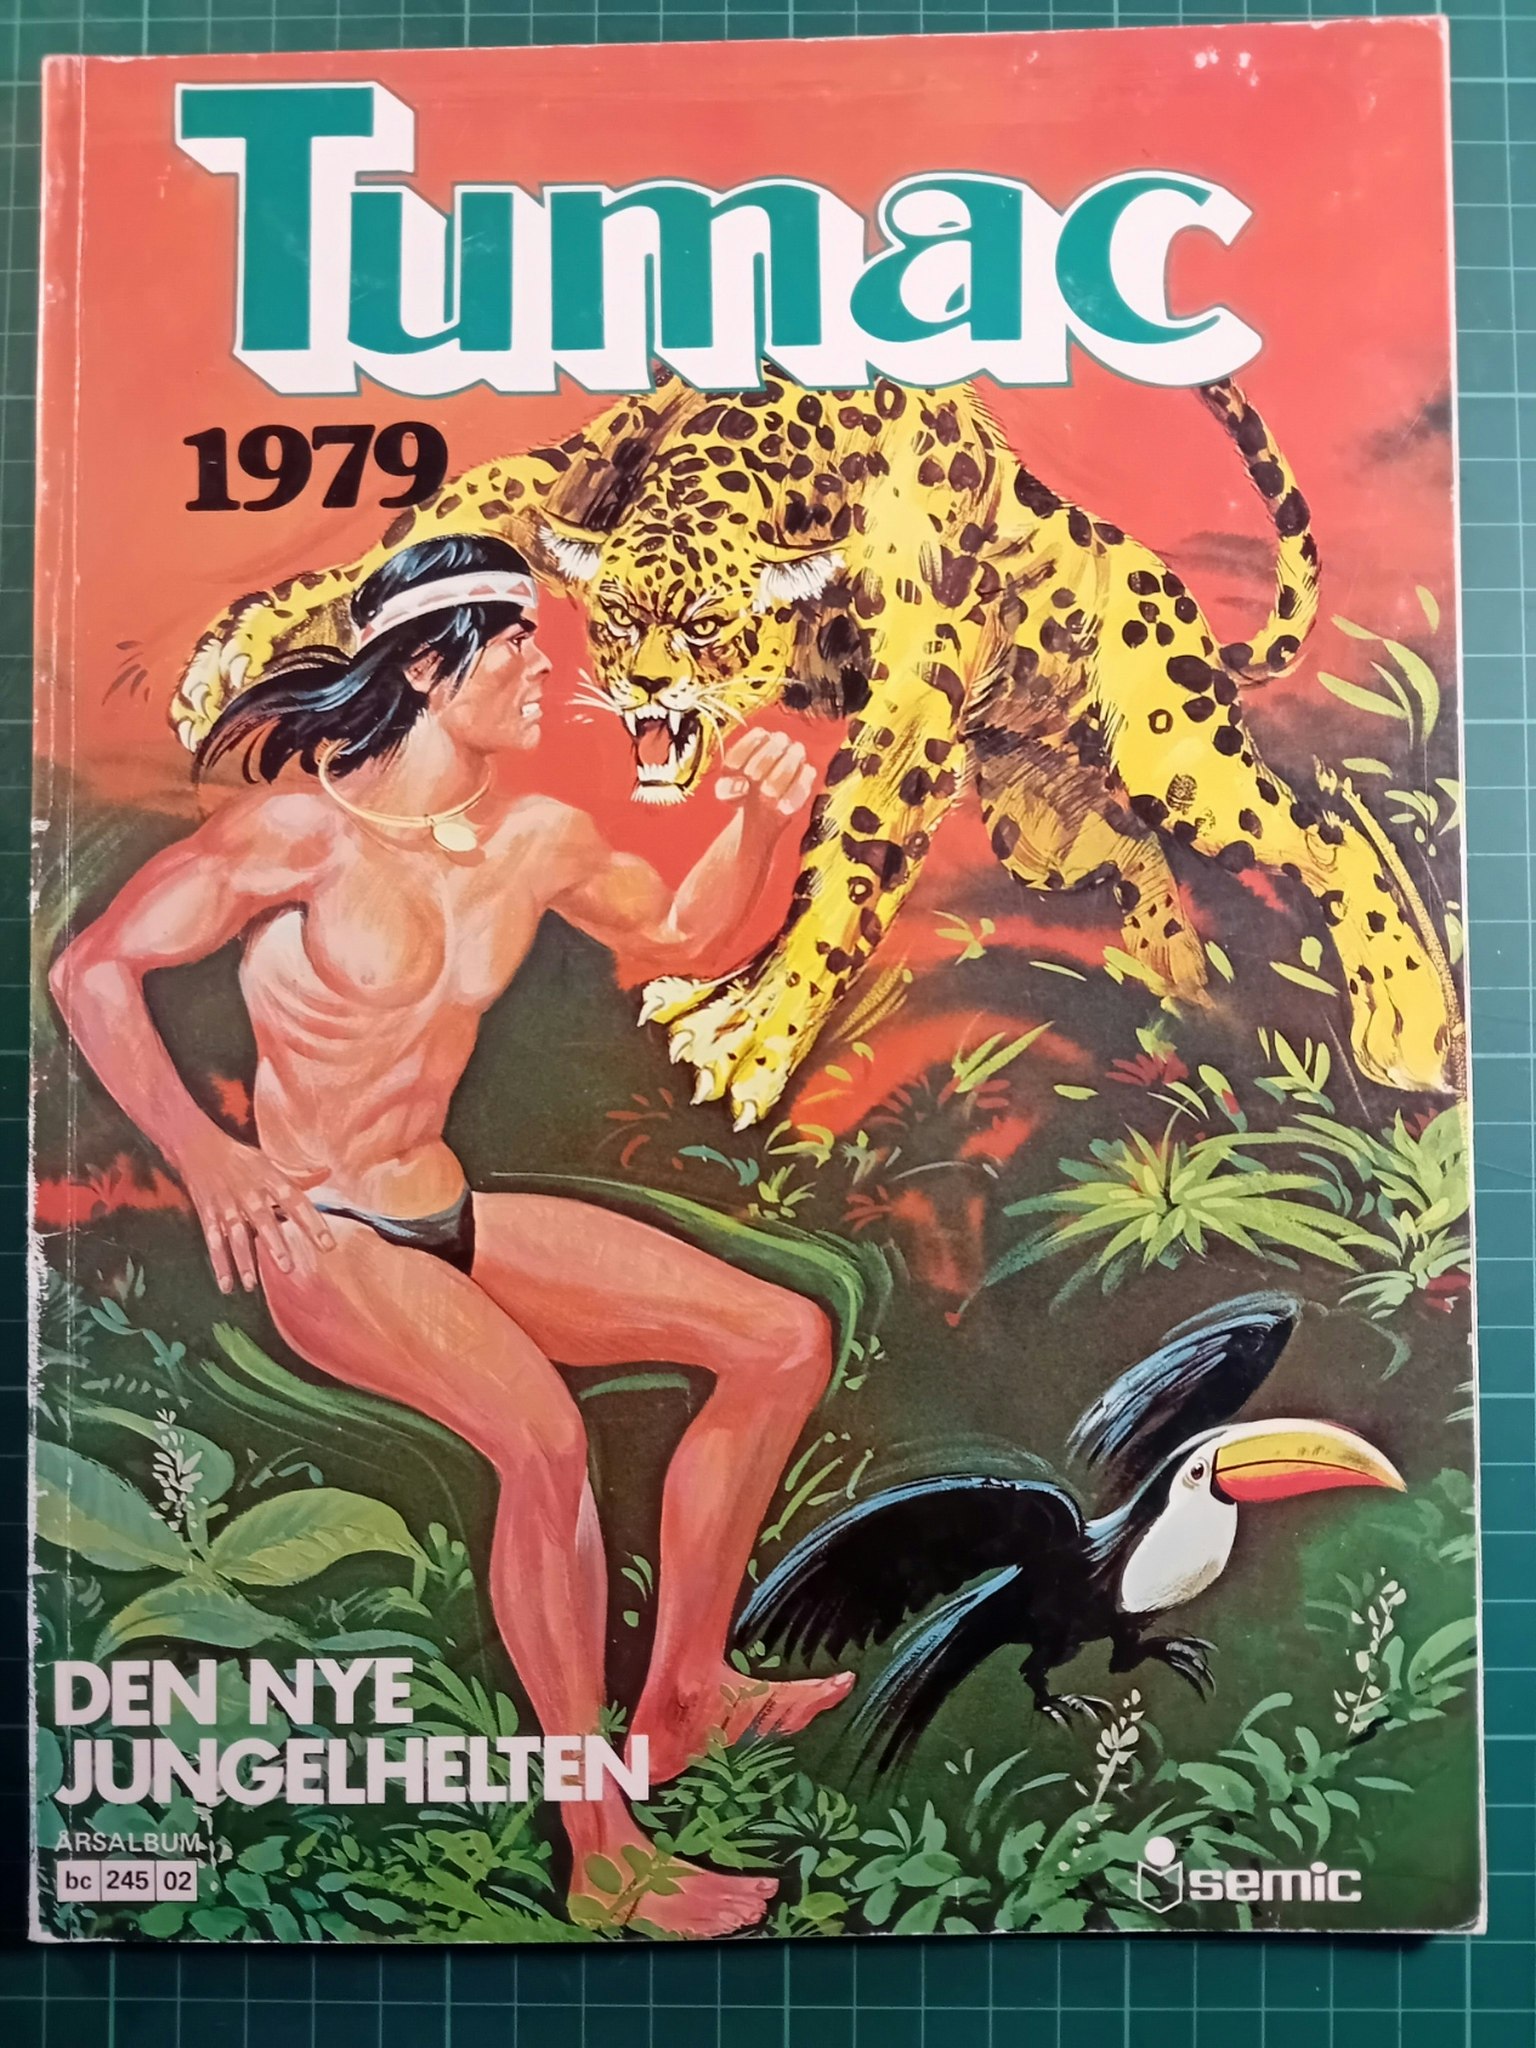 Tumac
1979
DEN NYE
JUNGELHELTEN
ÅRSALBUM
bc 245 02
semic